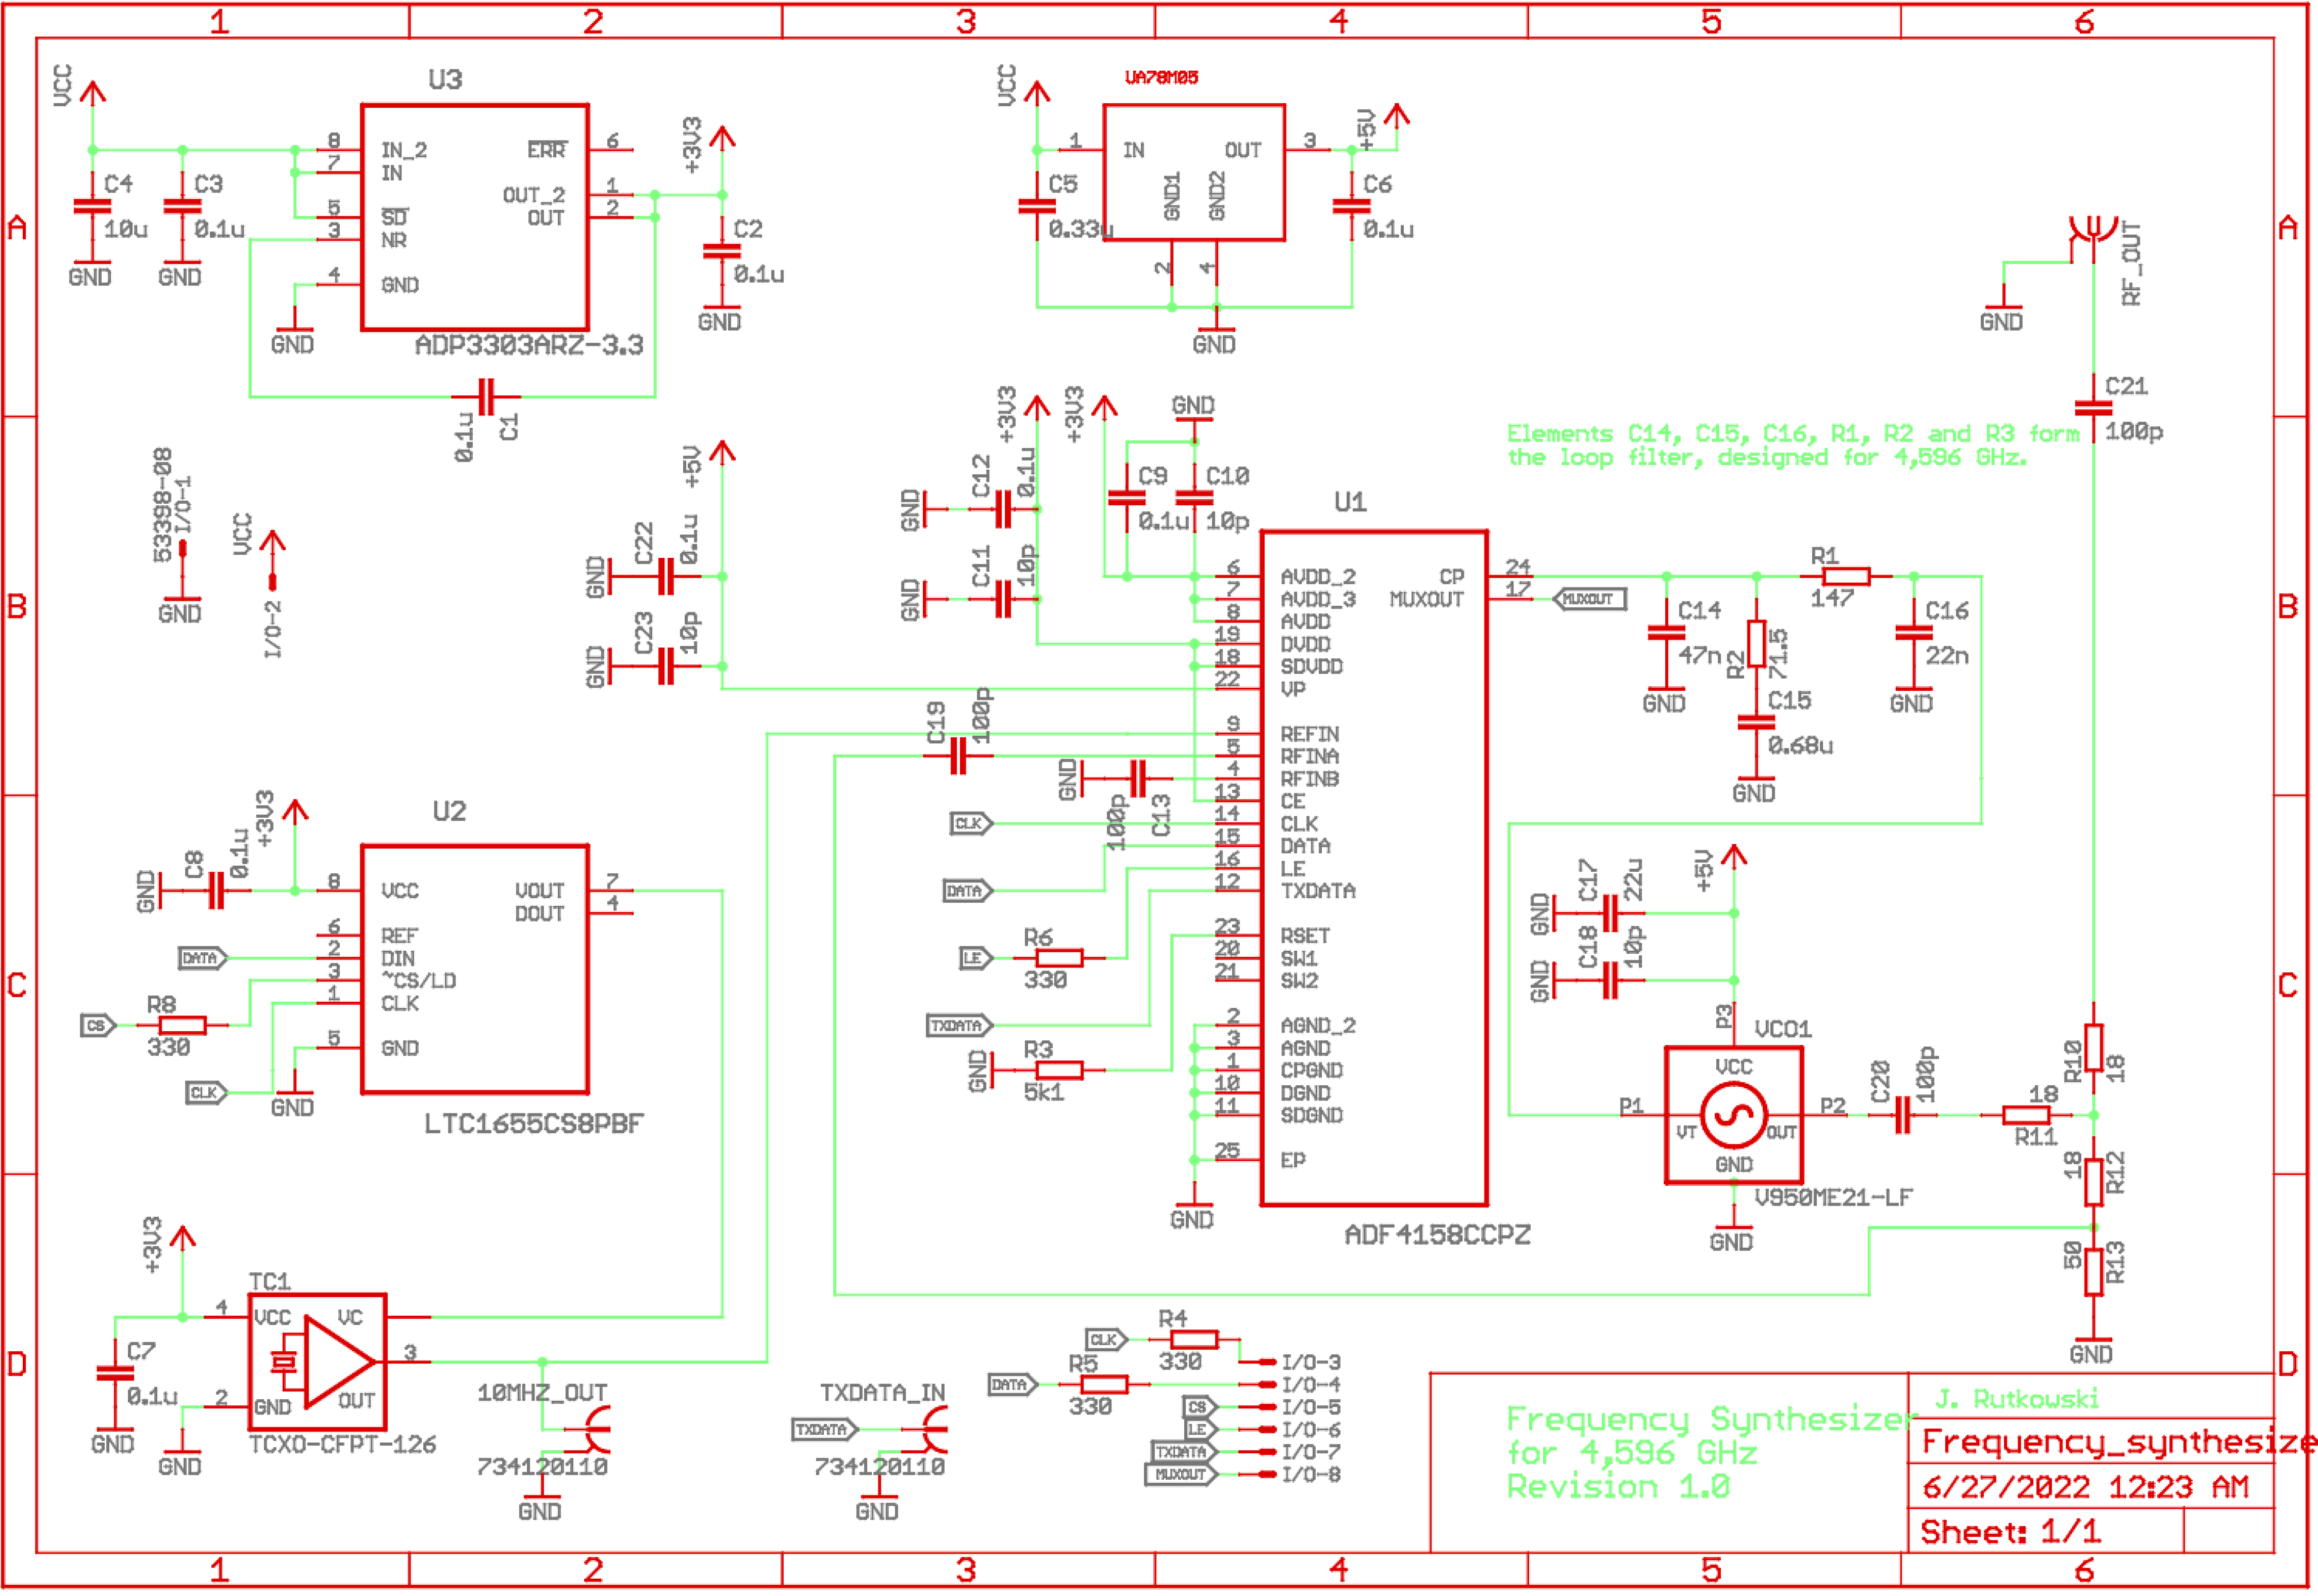 1 2 3 4 5 6
A
B
C
D
VCC
U3
8 IN_2
7 IN
5 SD
3 NR
4 GND
ERR 6
OUT_2 1
OUT 2
+3V3
C4
10u
GND
C3
0.1u
GND
GND
ADP3303ARZ-3.3
C2
0.1u
GND
0.1u
C1
VCC
UA78M05
1 IN
OUT 3
GND1
GND2
2
4
+5V
C5
0.33u
C6
0.1u
GND
RF_OUT
GND
C21
100p
Elements C14, C15, C16, R1, R2 and R3 form
the loop filter, designed for 4,596 GHz.
53398-08
I/O-1
GND
VCC
I/O-2
+5V
GND
C22
0.1u
GND
C23
10p
+3V3
+3V3
GND
GND
C12
0.1u
GND
C11
10p
C9
0.1u
C10
10p
U1
6 AVDD_2
7 AVDD_3
8 AVDD
19 DVDD
18 SDVDD
22 VP
9 REFIN
5 RFINA
4 RFINB
13 CE
14 CLK
15 DATA
16 LE
12 TXDATA
23 RSET
20 SW1
21 SW2
2 AGND_2
3 AGND
1 CPGND
10 DGND
11 SDGND
25 EP
CP 24
MUXOUT 17
MUXOUT
GND
ADF4158CCPZ
C19
100p
GND
100p
C13
CLK
DATA
LE
R6
330
TXDATA
GND
R3
5k1
R1
147
C14
47n
GND
R2
71.5
C15
0.68u
GND
C16
22n
GND
+5V
GND
C17
22u
GND
C18
10p
P3
VCO1
VCC
P1
VT
OUT
P2
GND
V950ME21-LF
GND
C20
100p
18
R11
R10
18
18
R12
50
R13
GND
U2
+3V3
GND
C8
0.1u
8 VCC
6 REF
2 DIN
3 ^CS/LD
1 CLK
5 GND
VOUT 7
DOUT 4
DATA
CS
R8
330
CLK
GND
LTC1655CS8PBF
+3V3
TC1
4 VCC
VC
3
2 GND
OUT
TCXO-CFPT-126
C7
0.1u
GND
GND
10MHZ_OUT
734120110
GND
TXDATA_IN
TXDATA
734120110
GND
CLK
R4
330
I/O-3
DATA
R5
330
I/O-4
CS I/O-5
LE I/O-6
TXDATA I/O-7
MUXOUT I/O-8
Frequency Synthesizer
for 4,596 GHz
Revision 1.0
J. Rutkowski
Frequency_synthesize
6/27/2022 12:23 AM
Sheet: 1/1
A
B
C
D
1 2 3 4 5 6